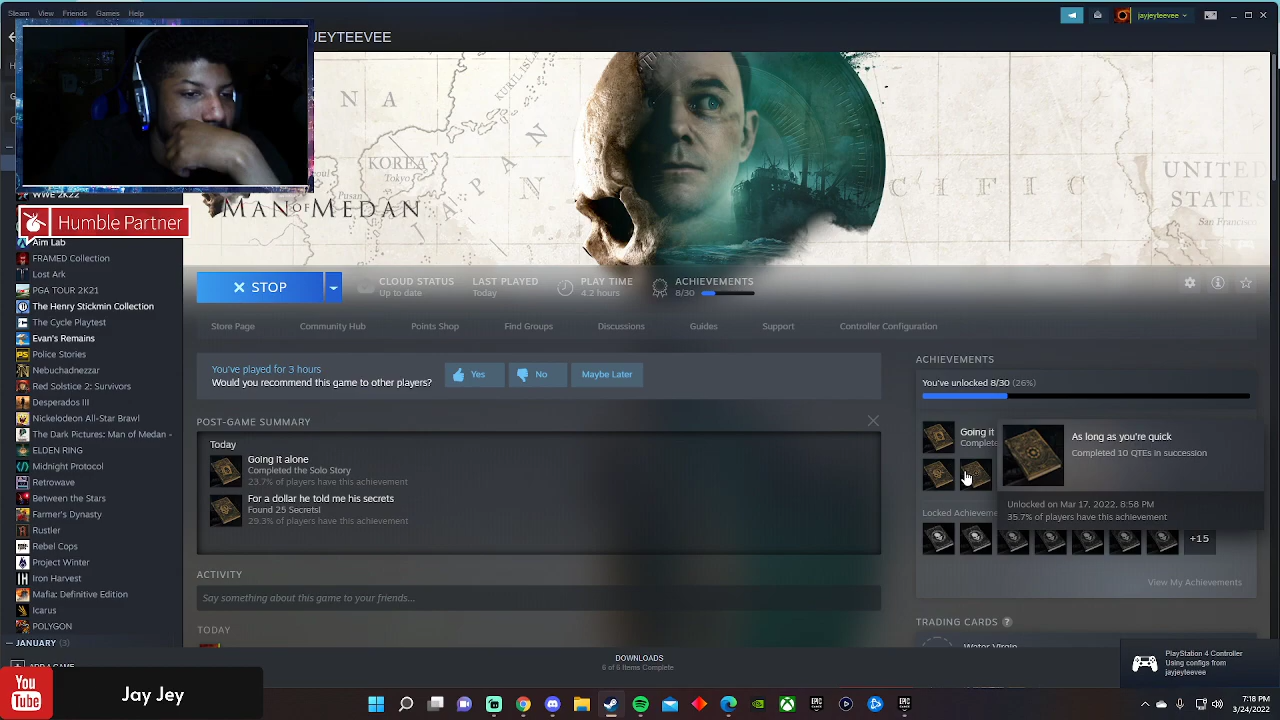 Steam View Friends Games Help
jayjeyteevee
JEYTEEVEE
N A
KURIL ISL
KOREA
Tokyo
Pusan
P A N
N
C I F I C
UNITED
STATES
San Francisco
MAN OF MEDAN
WWE 2K22
Humble Partner
Aim Lab
FRAMED Collection
Lost Ark
PGA TOUR 2K21
The Henry Stickmin Collection
The Cycle Playtest
Evan's Remains
Police Stories
Nebuchadnezzar
Red Solstice 2: Survivors
Desperados III
Nickelodeon All-Star Brawl
The Dark Pictures: Man of Medan -
ELDEN RING
Midnight Protocol
Retrowave
Between the Stars
Farmer's Dynasty
Rustler
Rebel Cops
Project Winter
Iron Harvest
Mafia: Definitive Edition
Icarus
POLYGON
— JANUARY (3)
STOP
CLOUD STATUS
Up to date
LAST PLAYED
Today
PLAY TIME
4.2 hours
ACHIEVEMENTS
8/30
Store Page Community Hub Points Shop Find Groups Discussions Guides Support Controller Configuration
You've played for 3 hours
Would you recommend this game to other players?
Yes
No
Maybe Later
POST-GAME SUMMARY
Today
Going it alone
Completed the Solo Story
23.7% of players have this achievement
For a dollar he told me his secrets
Found 25 Secrets!
29.3% of players have this achievement
ACTIVITY
Say something about this game to your friends...
TODAY
ACHIEVEMENTS
You've unlocked 8/30 (26%)
Going it
Complete
As long as you're quick
Completed 10 QTEs in succession
Unlocked on Mar 17, 2022, 8:58 PM
35.7% of players have this achievement
Locked Achieveme
+15
View My Achievements
TRADING CARDS ?
DOWNLOADS
6 of 6 Items Complete
PlayStation 4 Controller
Using configs from
jayjeyteevee
You
Tube
Jay Jey
7:18 PM
3/24/2022